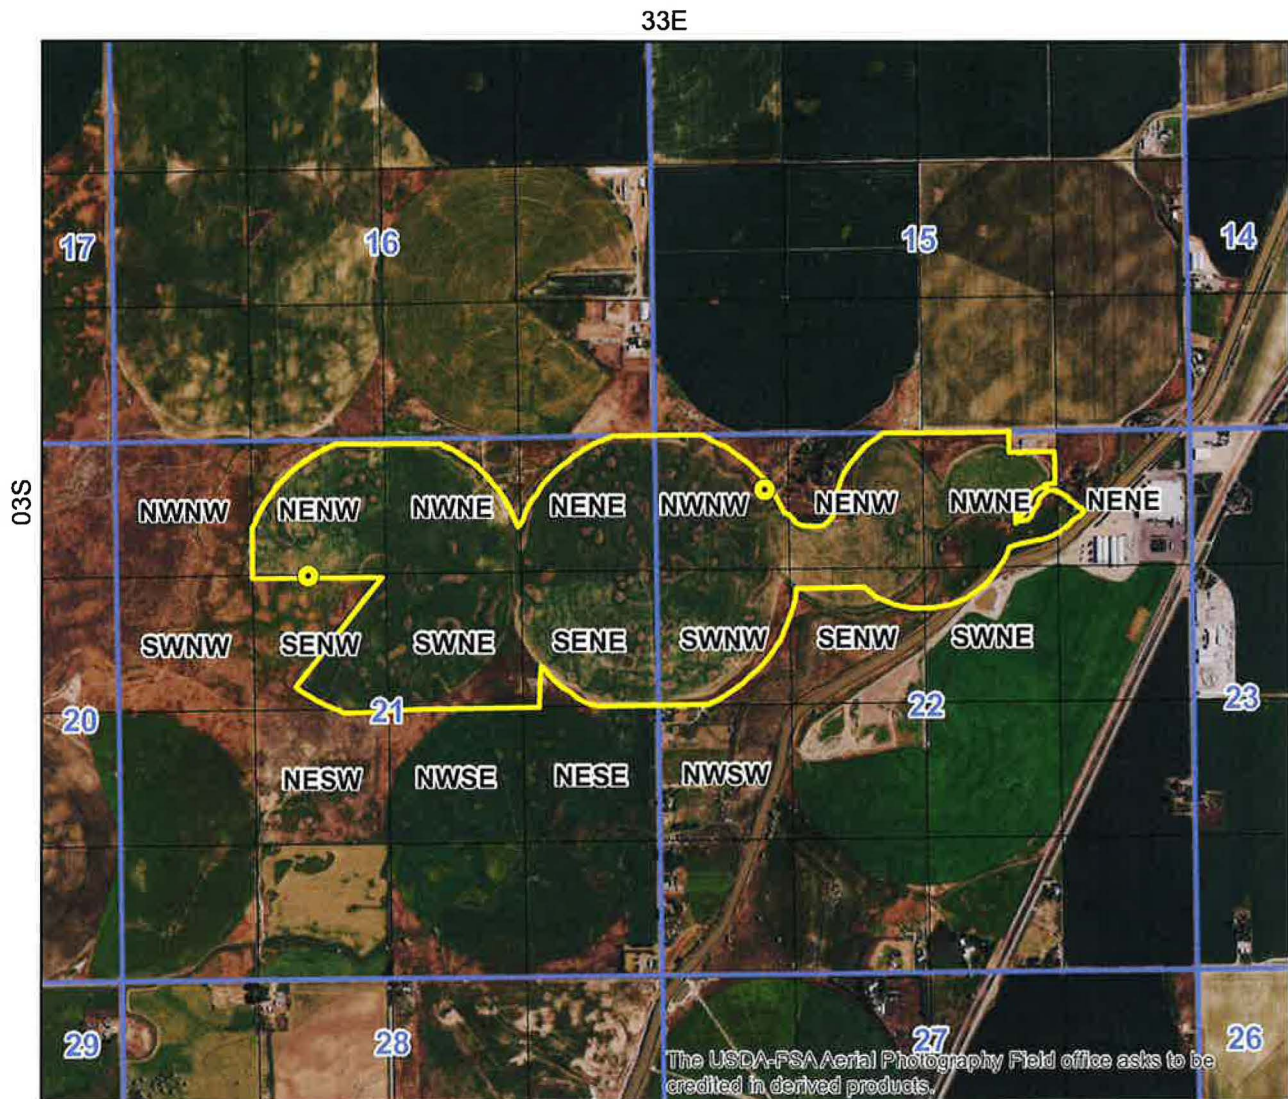 33E
03S
17 16 15 14
NWNW NENW NWNE NENE NWNW NENW NWNE NENE
SWNW SENW SWNE SENE SWNW SENW SWNE
20 21 22 23
NESW NWSE NESE NWSW
29 28 27 26
The USDA-FSA Aerial Photography Field office asks to be
credited in derived products.